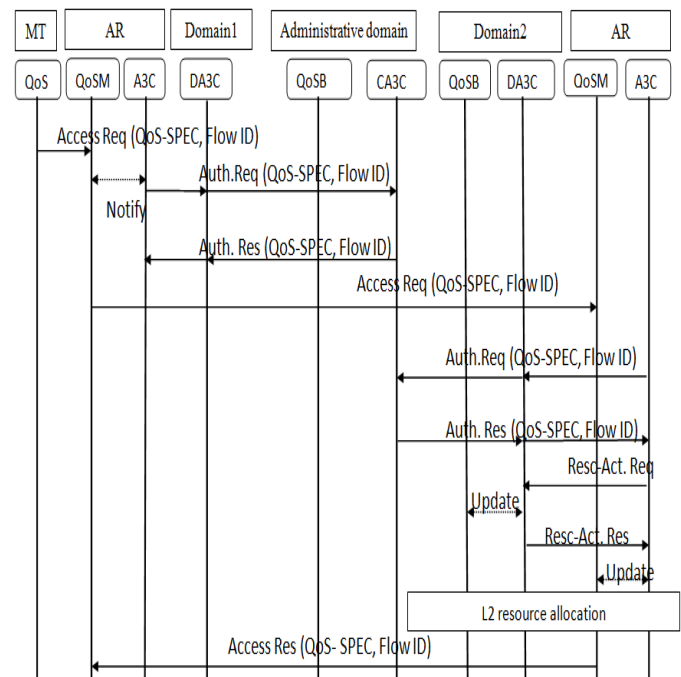 MT AR Domain1 Administrative domain Domain2 AR
QoS QoSM A3C DA3C QoSB CA3C QoSB DA3C QoSM A3C
Access Req (QoS-SPEC, Flow ID)
Auth.Req (QoS-SPEC, Flow ID)
Notify
Auth. Res (QoS-SPEC, Flow ID)
Access Req (QoS-SPEC, Flow ID)
Auth.Req (QoS-SPEC, Flow ID)
Auth. Res (QoS-SPEC, Flow ID)
Resc-Act. Req
Update
Resc-Act. Res
Update
L2 resource allocation
Access Res (QoS- SPEC, Flow ID)